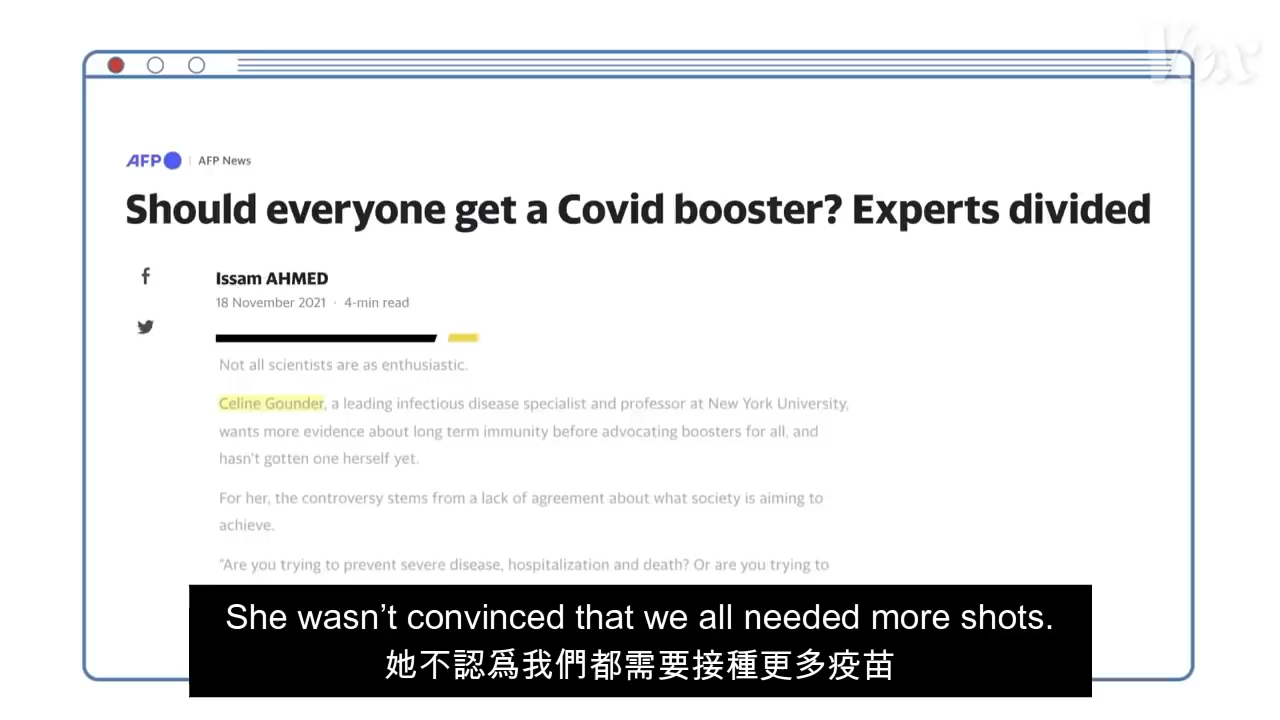 Vox
AFP | AFP News
Should everyone get a Covid booster? Experts divided
Issam AHMED
18 November 2021 · 4-min read
Not all scientists are as enthusiastic.
Celine Gounder, a leading infectious disease specialist and professor at New York University,
wants more evidence about long term immunity before advocating boosters for all, and
hasn't gotten one herself yet.
For her, the controversy stems from a lack of agreement about what society is aiming to
achieve.
"Are you trying to prevent severe disease, hospitalization and death? Or are you trying to
She wasn't convinced that we all needed more shots.
她不認爲我們都需要接種更多疫苗